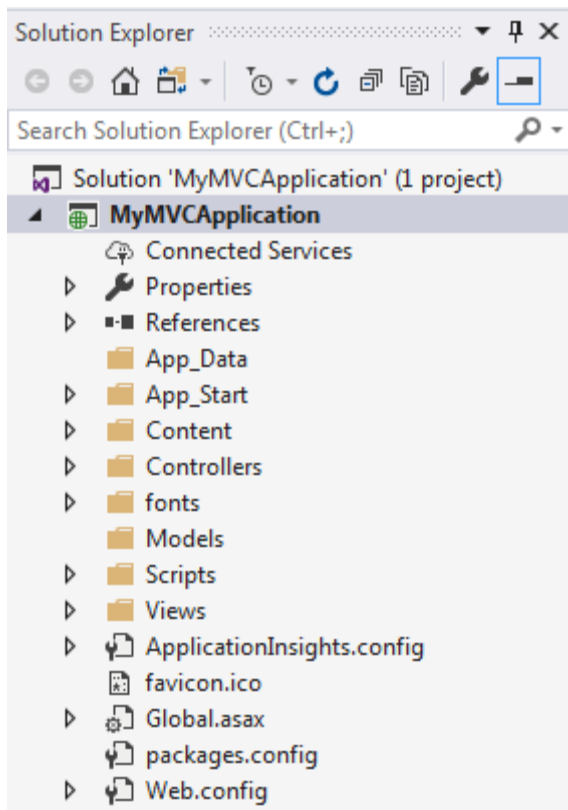 Solution Explorer
Search Solution Explorer (Ctrl+;)
Solution 'MyMVCApplication' (1 project)
MyMVCApplication
Connected Services
Properties
References
App_Data
App_Start
Content
Controllers
fonts
Models
Scripts
Views
ApplicationInsights.config
favicon.ico
Global.asax
packages.config
Web.config